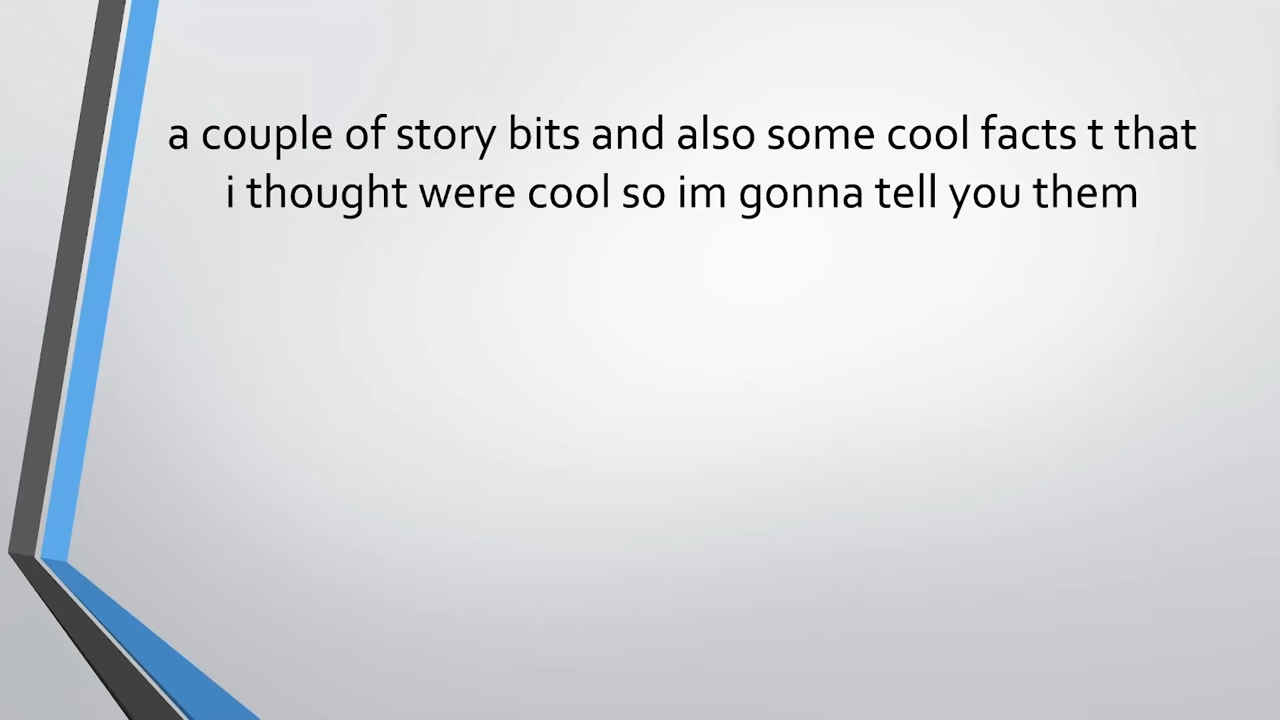 a couple of story bits and also some cool facts t that
i thought were cool so im gonna tell you them